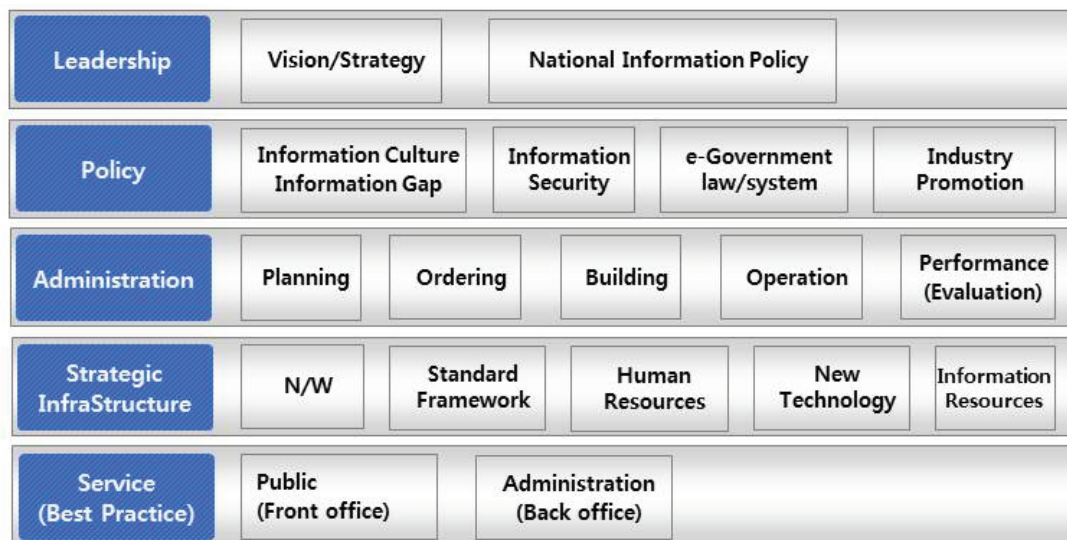 Leadership
Vision/Strategy
National Information Policy
Policy
Information Culture
Information Gap
Information
Security
e-Government
law/system
Industry
Promotion
Administration
Planning
Ordering
Building
Operation
Performance
(Evaluation)
Strategic
InfraStructure
N/W
Standard
Framework
Human
Resources
New
Technology
Information
Resources
Service
(Best Practice)
Public
(Front office)
Administration
(Back office)